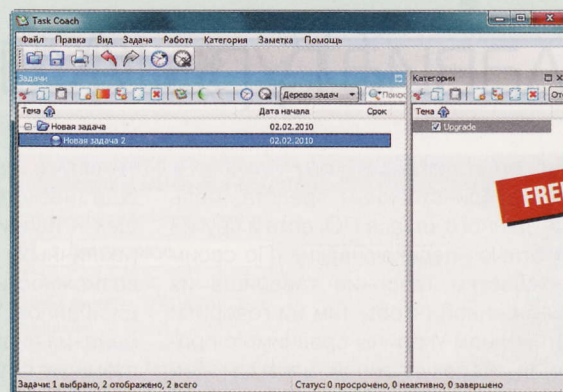 Task Coach
Файл Правка Вид Задача Работа Категория Заметка Помощь
Задачи
Категории
Дерево задач
Поиск
Тема Дата начала Срок
Тема
Новая задача 02.02.2010
Upgrade
Новая задача 2 02.02.2010
Задачи: 1 выбрано, 2 отображено, 2 всего
Статус: 0 просрочено, 0 неактивно, 0 завершено